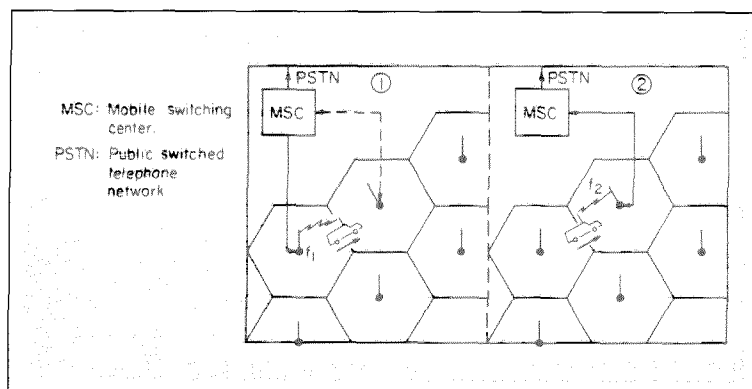 MSC: Mobile switching
center.
PSTN: Public switched
telephone
network
PSTN
①
MSC
f₁
PSTN
②
MSC
f₂